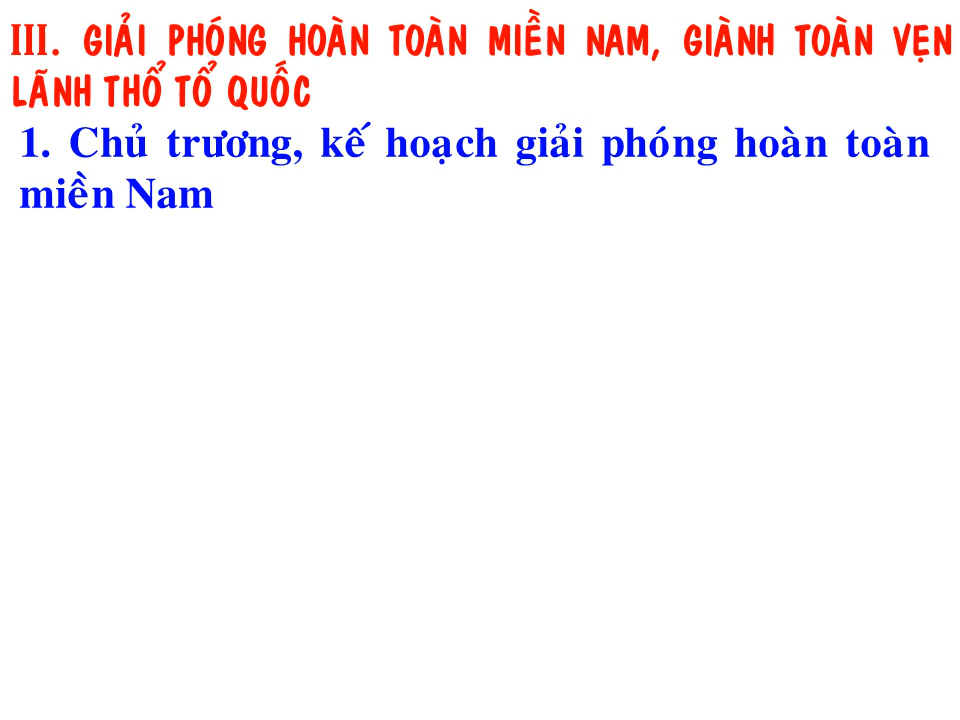 III. GIẢI PHÓNG HOÀN TOÀN MIỀN NAM, GIÀNH TOÀN VẸN
LÃNH THỔ TỔ QUỐC
1. Chủ trương, kế hoạch giải phóng hoàn toàn
miền Nam